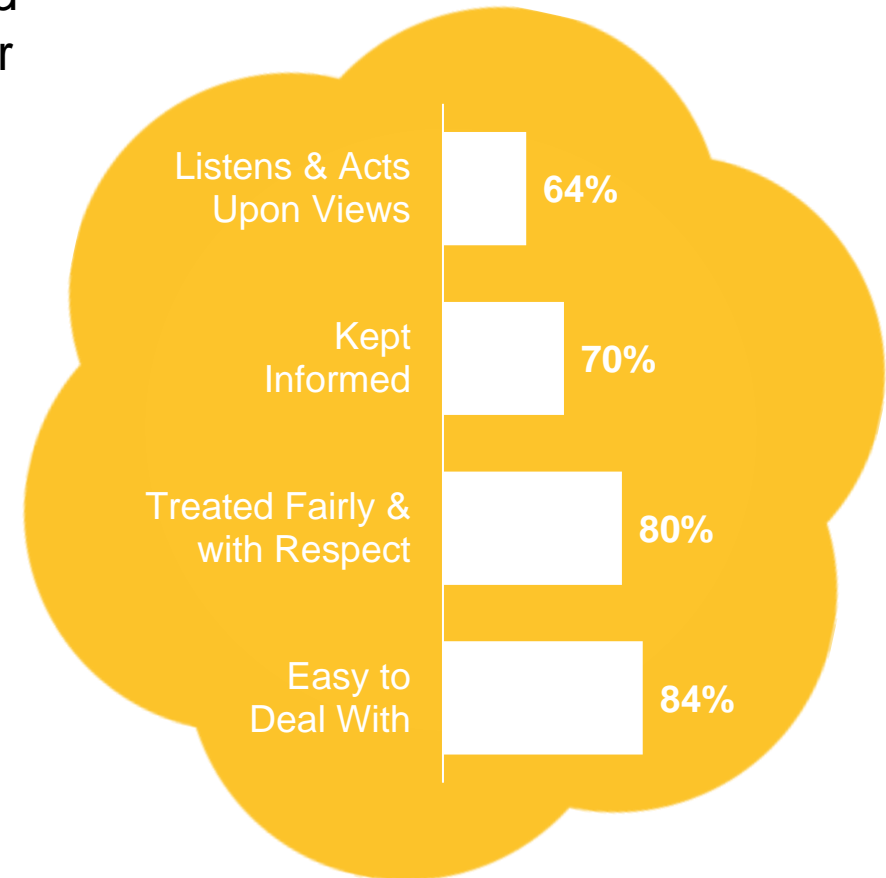 r
Listens & Acts
Upon Views
64%
Kept
Informed
70%
Treated Fairly &
with Respect
80%
Easy to
Deal With
84%